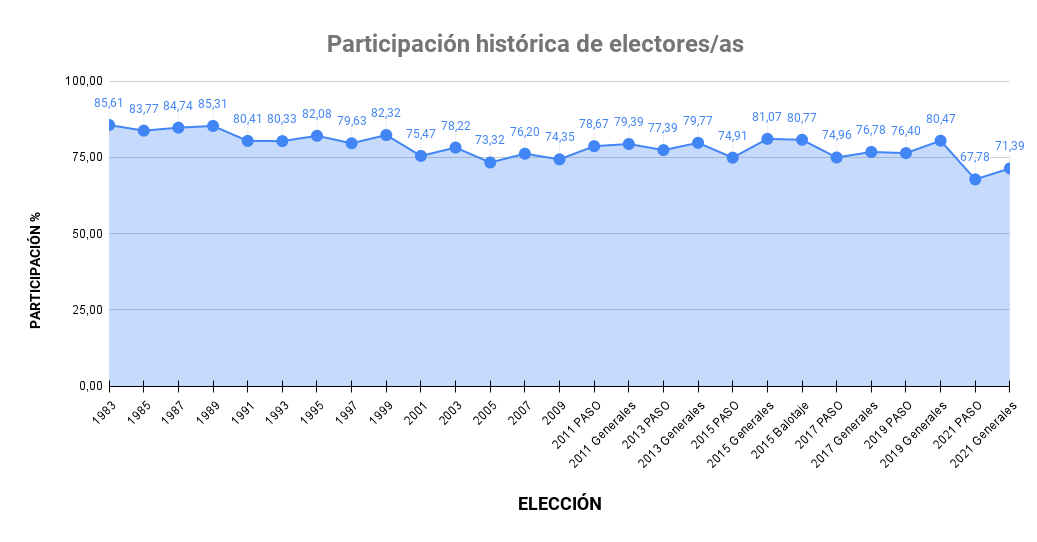 Participación histórica de electores/as
PARTICIPACIÓN %
100,00
75,00
50,00
25,00
0,00
85,61
83,77
84,74
85,31
80,41
80,33
82,08
79,63
82,32
75,47
78,22
73,32
76,20
74,35
78,67
79,39
77,39
79,77
74,91
81,07
80,77
74,96
76,78
76,40
80,47
67,78
71,39
1983
1985
1987
1989
1991
1993
1995
1997
1999
2001
2003
2005
2007
2009
2011 PASO
2011 Generales
2013 PASO
2013 Generales
2015 PASO
2015 Generales
2015 Balotaje
2017 PASO
2017 Generales
2019 PASO
2019 Generales
2021 PASO
2021 Generales
ELECCIÓN